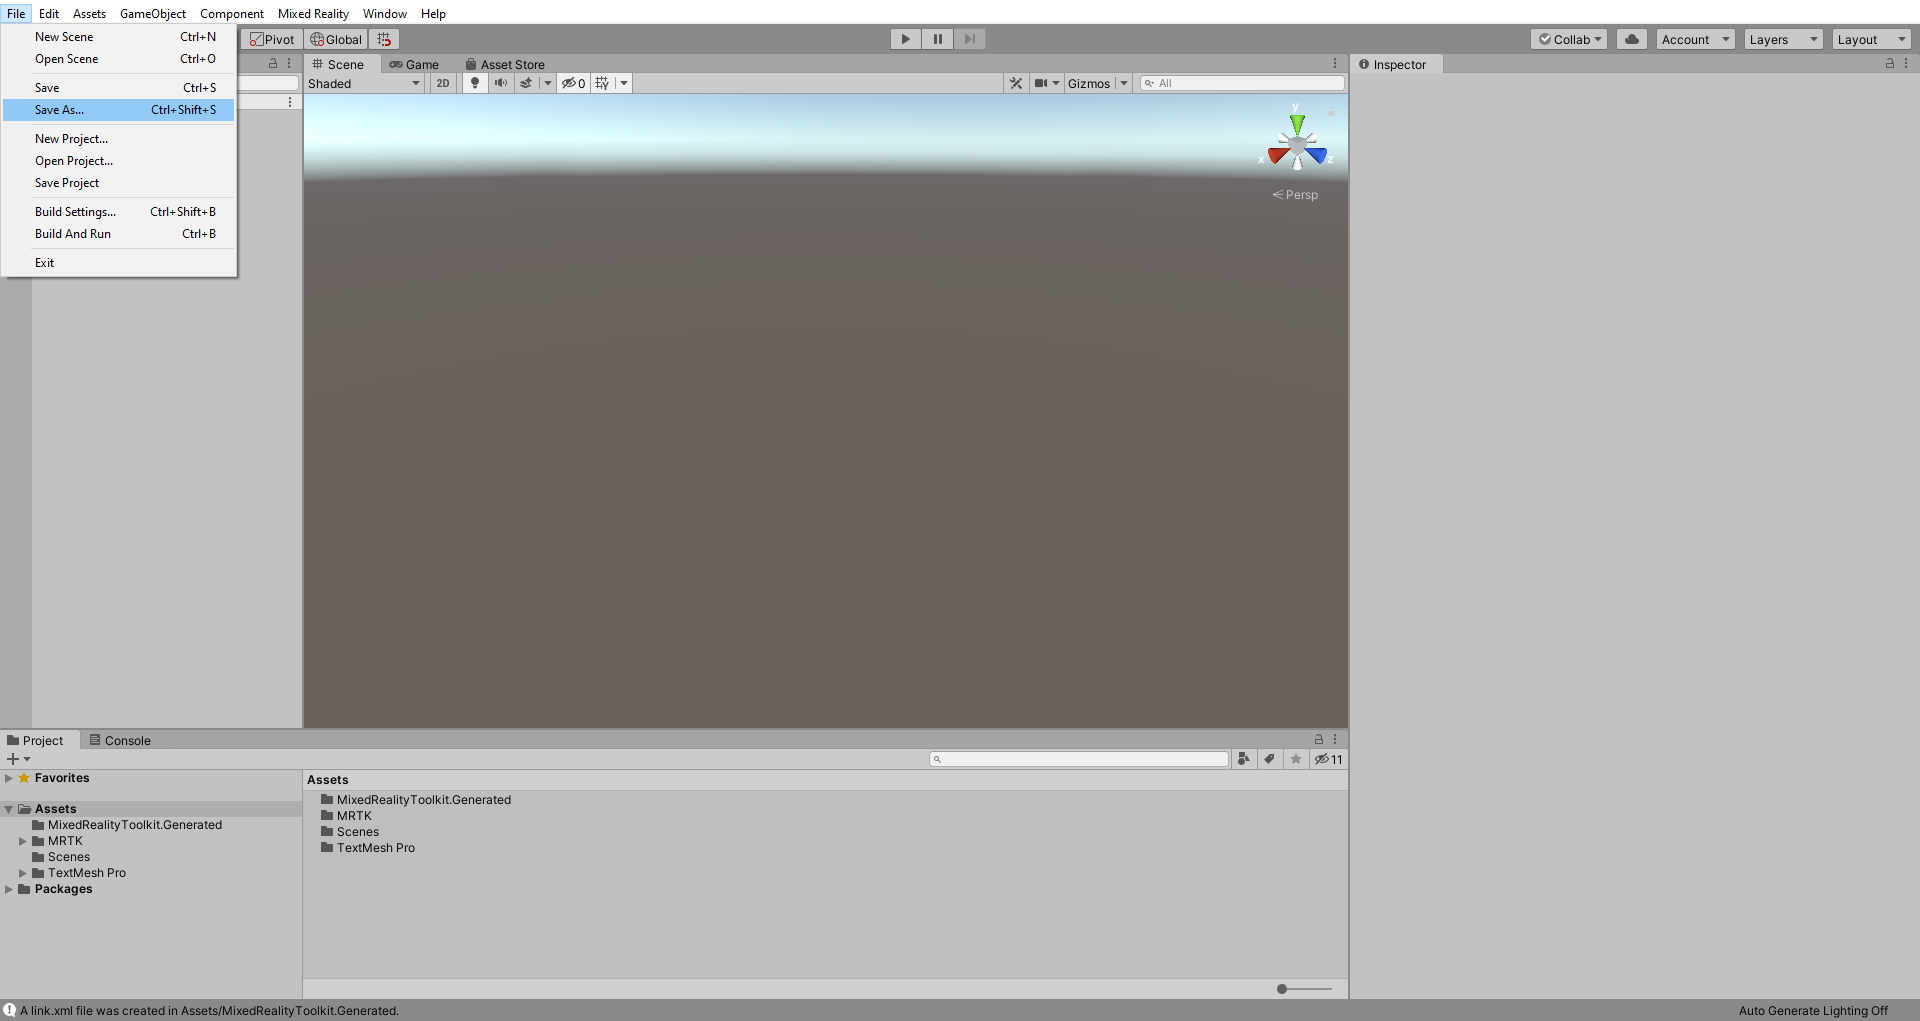 File Edit Assets GameObject Component Mixed Reality Window Help
New Scene Ctrl+N
Open Scene Ctrl+O
Save Ctrl+S
Save As... Ctrl+Shift+S
New Project...
Open Project...
Save Project
Build Settings... Ctrl+Shift+B
Build And Run Ctrl+B
Exit
Pivot Global
Collab Account Layers Layout
Scene Game Asset Store
Shaded 2D 0 Gizmos All
y
x z
Persp
Inspector
Project Console
11
Favorites
Assets
MixedRealityToolkit.Generated
MRTK
Scenes
TextMesh Pro
Packages
Assets
MixedRealityToolkit.Generated
MRTK
Scenes
TextMesh Pro
A link.xml file was created in Assets/MixedRealityToolkit.Generated.
Auto Generate Lighting Off